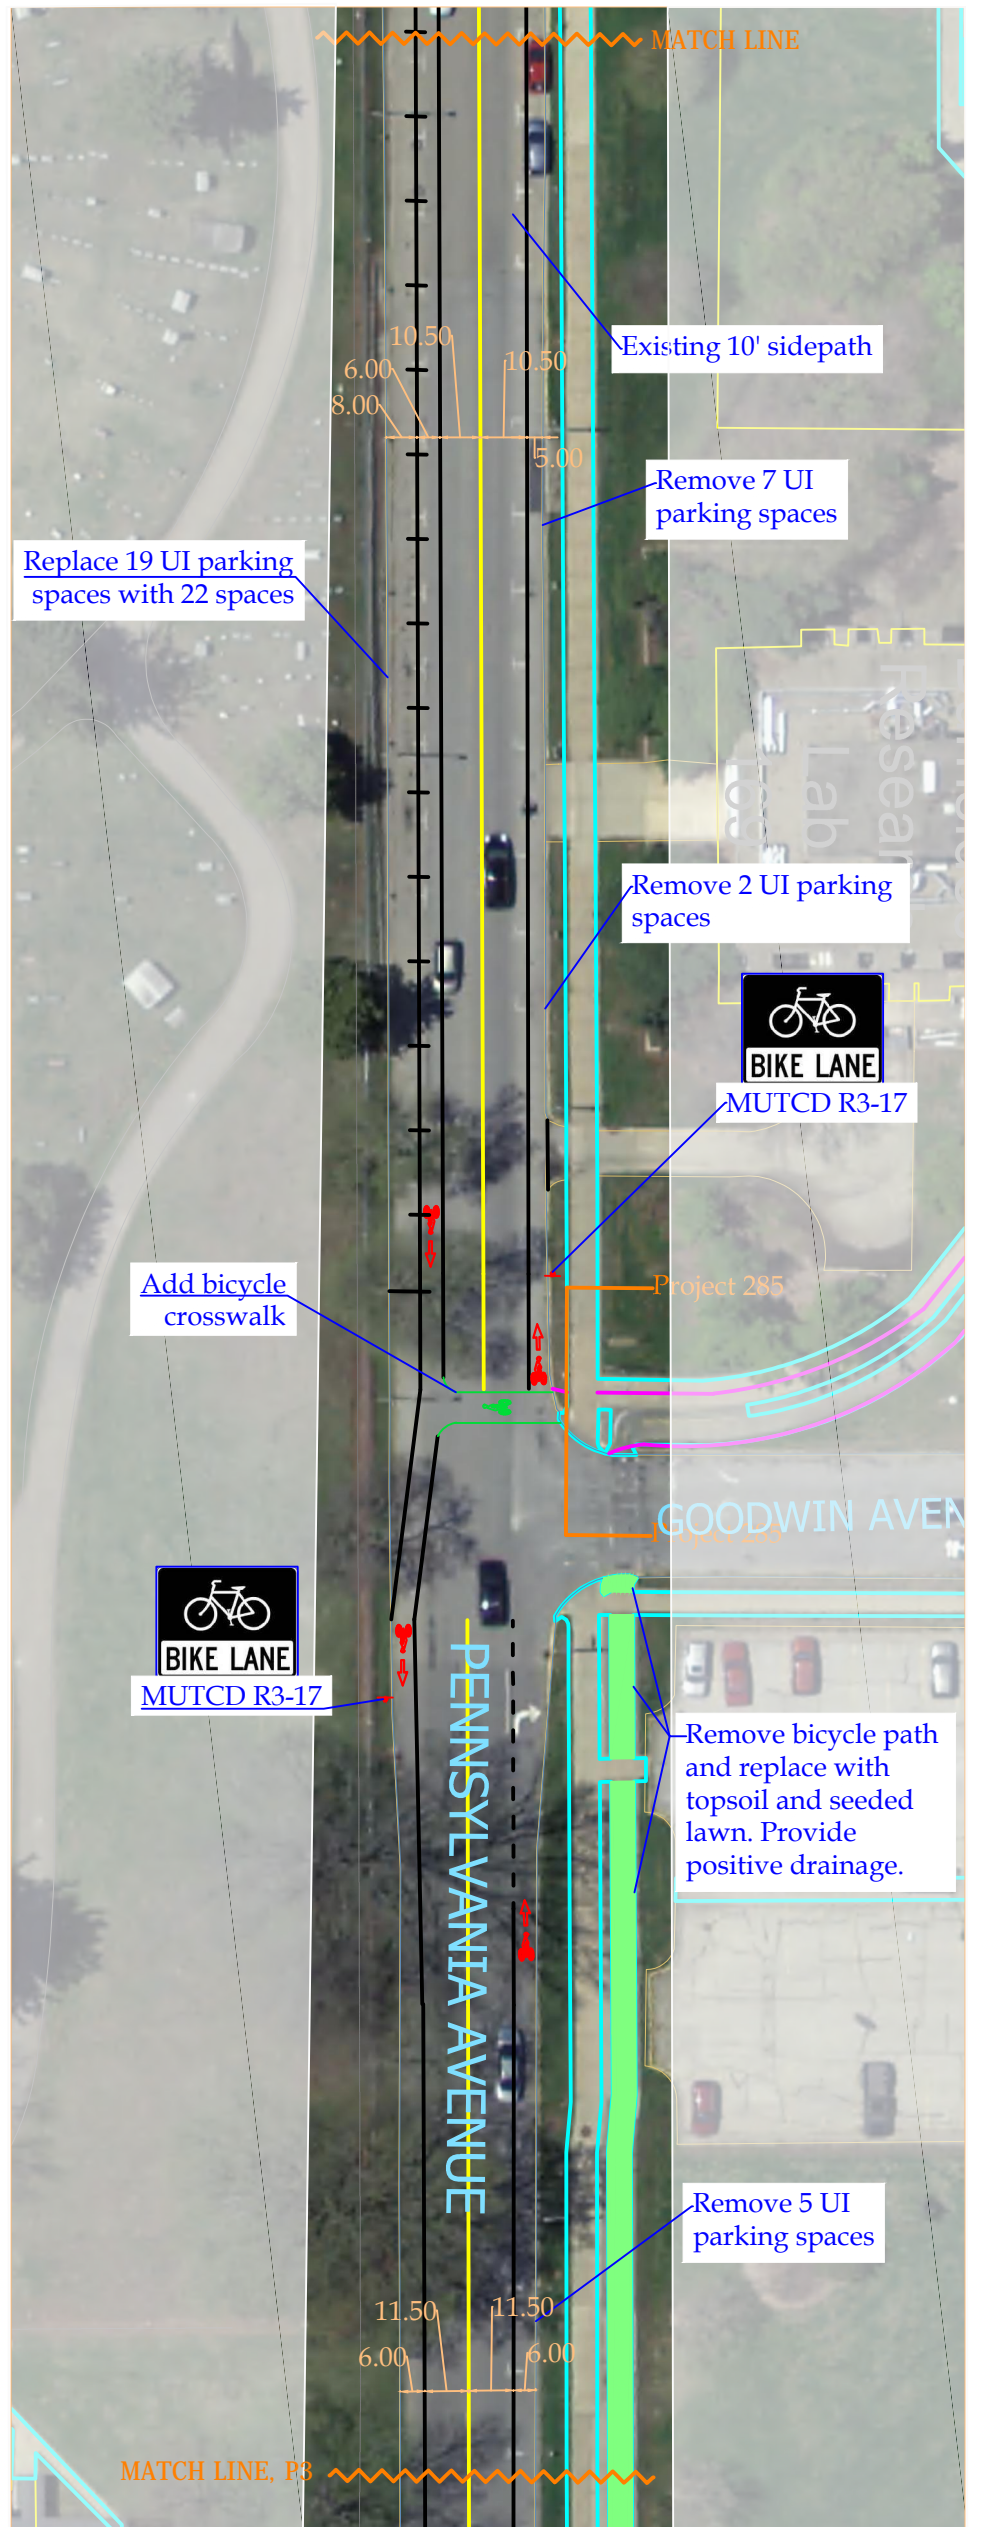 MATCH LINE
10.50
10.50
6.00
8.00
5.00
Existing 10' sidepath
Remove 7 UI
parking spaces
Replace 19 UI parking
spaces with 22 spaces
Lab
Remove 2 UI parking
spaces
BIKE LANE
MUTCD R3-17
Add bicycle
crosswalk
Project 285
GOODWIN AVEN
Project 285
BIKE LANE
MUTCD R3-17
PENNSYLVANIA AVENUE
Remove bicycle path
and replace with
topsoil and seeded
lawn. Provide
positive drainage.
Remove 5 UI
parking spaces
11.50
11.50
6.00
6.00
MATCH LINE, P3